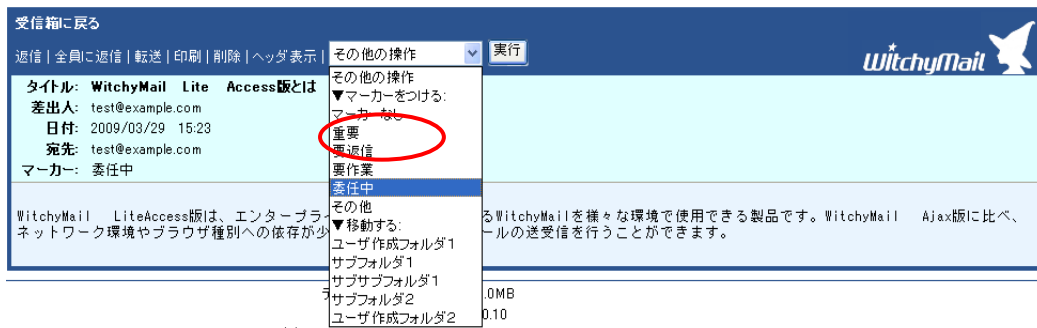 受信箱に戻る
返信 | 全員に返信 | 転送 | 印刷 | 削除 | ヘッダ表示 | その他の操作 実行
WitchyMail
タイトル: WitchyMail Lite Access版とは
差出人: test@example.com
日付: 2009/03/29 15:23
宛先: test@example.com
マーカー: 委任中
その他の操作
▼マーカーをつける:
マーカーなし
重要
要返信
要作業
委任中
その他
▼移動する:
ユーザ作成フォルダ1
サブフォルダ1
サブサブフォルダ1
サブフォルダ2
ユーザ作成フォルダ2
WitchyMail LiteAccess版は、エンタープライ るWitchyMailを様々な環境で使用できる製品です。WitchyMail Ajax版に比べ、
ネットワーク環境やブラウザ種別への依存が少 ールの送受信を行うことができます。
.0MB
0.10